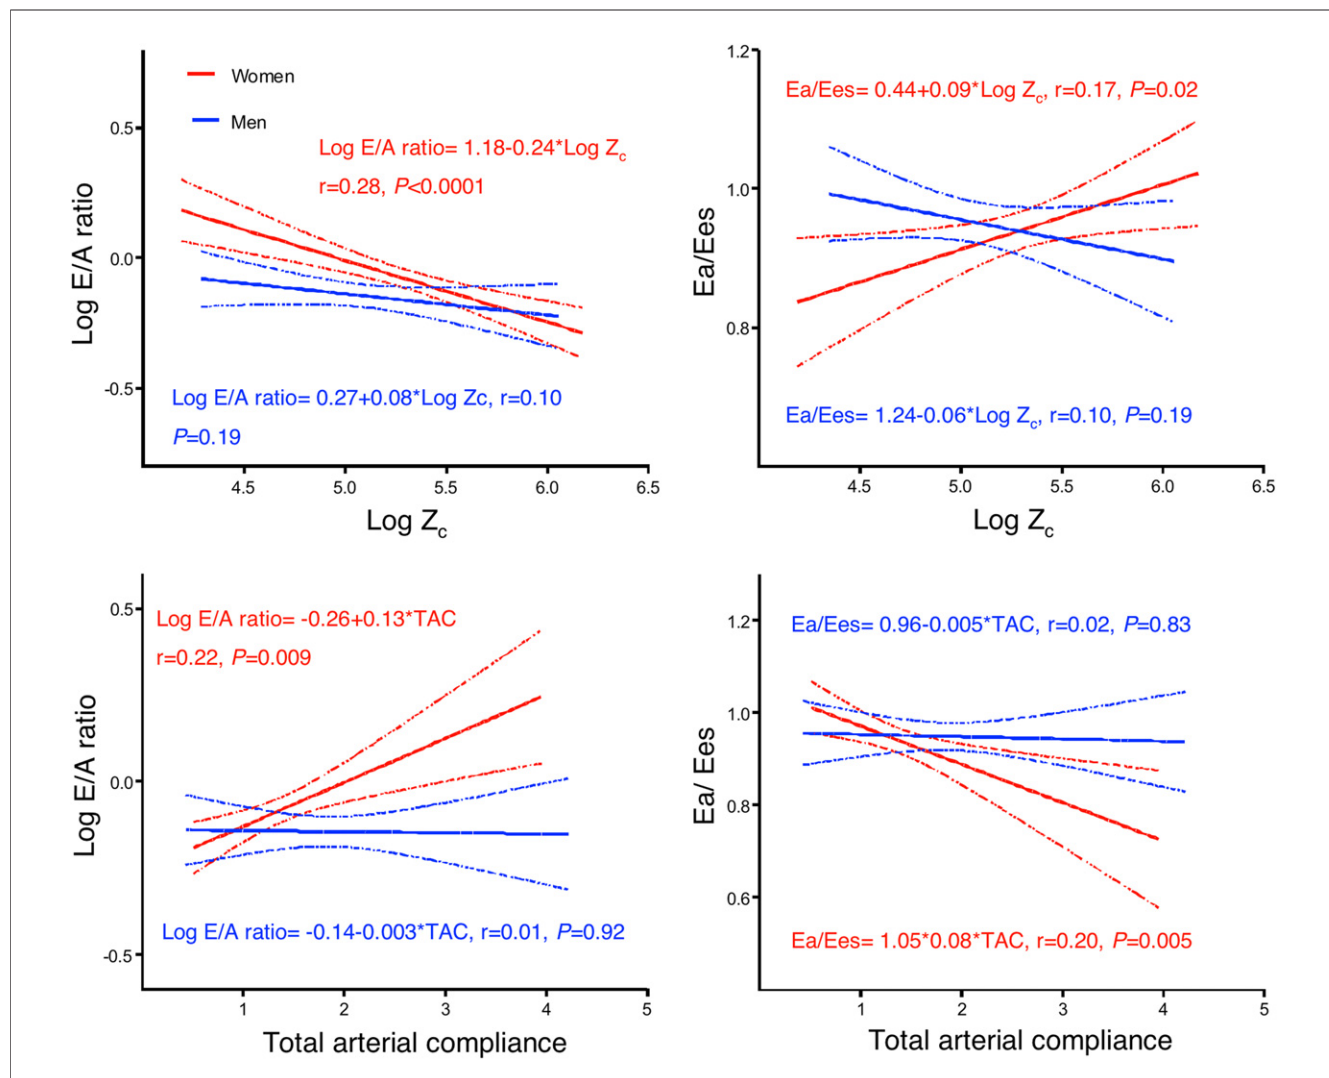 Women
Men
Log E/A ratio= 1.18-0.24*Log Zc
r=0.28, P<0.0001
Log E/A ratio= 0.27+0.08*Log Zc, r=0.10
P=0.19
0.5
0.0
-0.5
Log E/A ratio
4.5 5.0 5.5 6.0 6.5
Log Zc
Ea/Ees= 0.44+0.09*Log Zc, r=0.17, P=0.02
Ea/Ees= 1.24-0.06*Log Zc, r=0.10, P=0.19
1.2
1.0
0.8
Ea/Ees
4.5 5.0 5.5 6.0 6.5
Log Zc
Log E/A ratio= -0.26+0.13*TAC
r=0.22, P=0.009
Log E/A ratio= -0.14-0.003*TAC, r=0.01, P=0.92
0.5
0.0
-0.5
Log E/A ratio
1 2 3 4 5
Total arterial compliance
Ea/Ees= 0.96-0.005*TAC, r=0.02, P=0.83
Ea/Ees= 1.05*0.08*TAC, r=0.20, P=0.005
1.2
1.0
0.8
0.6
Ea/ Ees
1 2 3 4 5
Total arterial compliance